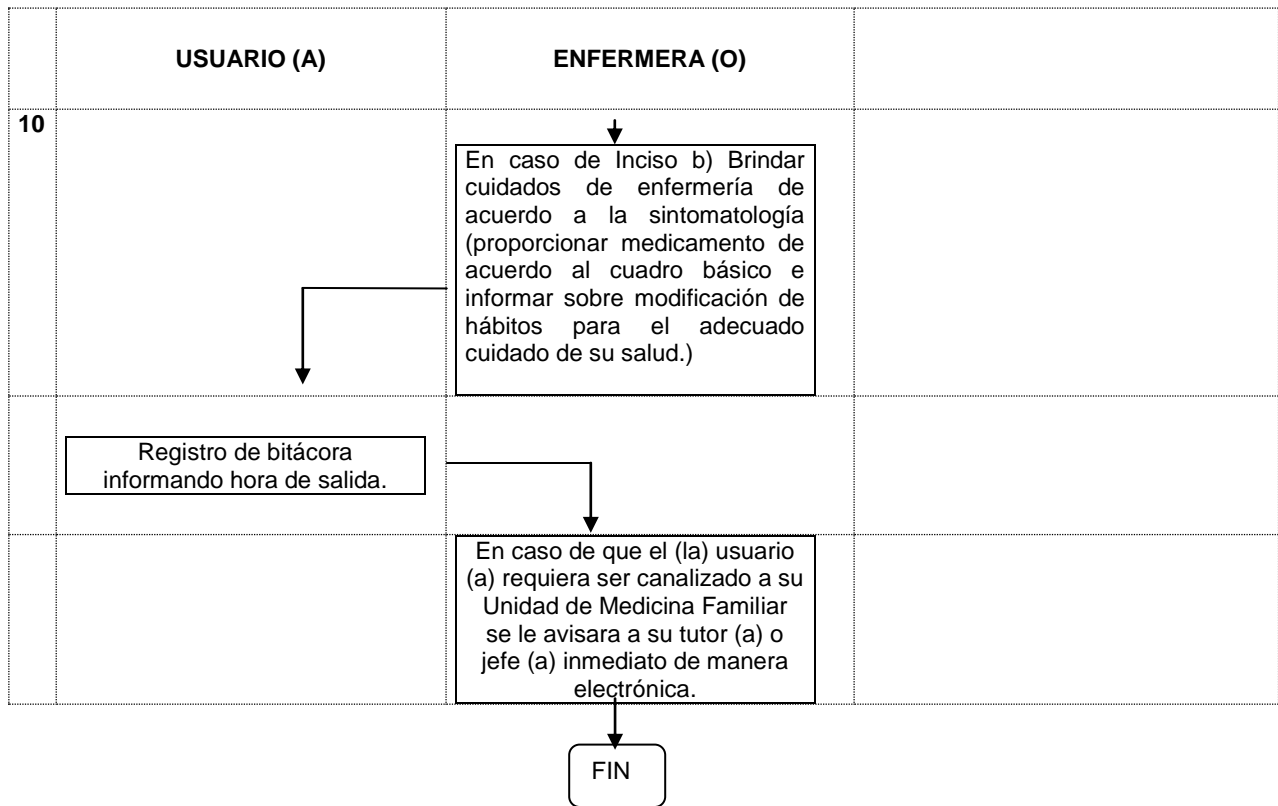 USUARIO (A)
ENFERMERA (O)
10
En caso de Inciso b) Brindar
cuidados de enfermería de
acuerdo a la sintomatología
(proporcionar medicamento de
acuerdo al cuadro básico e
informar sobre modificación de
hábitos para el adecuado
cuidado de su salud.)
Registro de bitácora
informando hora de salida.
En caso de que el (la) usuario
(a) requiera ser canalizado a su
Unidad de Medicina Familiar
se le avisara a su tutor (a) o
jefe (a) inmediato de manera
electrónica.
FIN